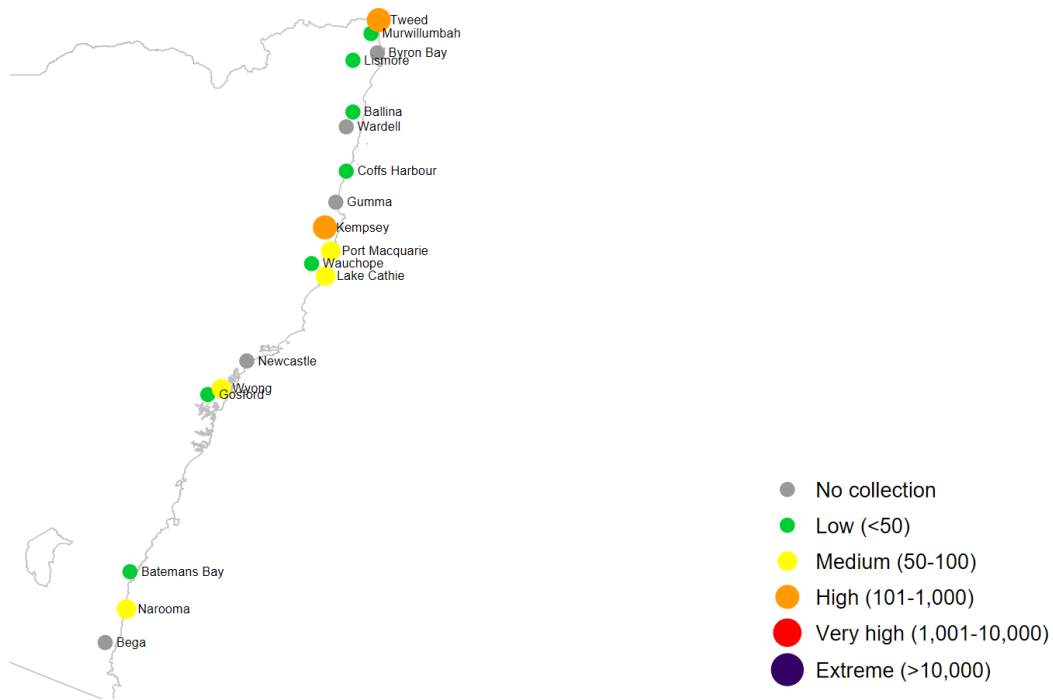 Tweed
Murwillumbah
Byron Bay
Lismore
Ballina
Wardell
Coffs Harbour
Gumma
Kempsey
Port Macquarie
Wauchope
Lake Cathie
Newcastle
Wyong
Gosford
Batemans Bay
Narooma
Bega
No collection
Low (<50)
Medium (50-100)
High (101-1,000)
Very high (1,001-10,000)
Extreme (>10,000)